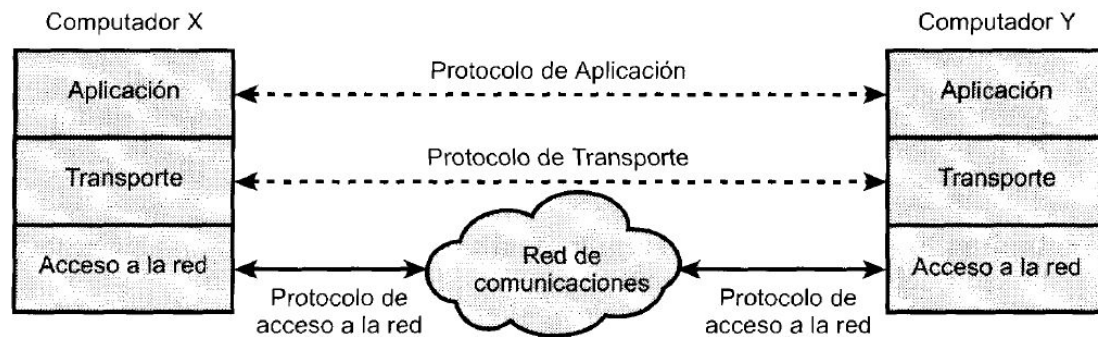 Computador X
Computador Y
Aplicación
Protocolo de Aplicación
Aplicación
Transporte
Protocolo de Transporte
Transporte
Acceso a la red
Red de
comunicaciones
Acceso a la red
Protocolo de
acceso a la red
Protocolo de
acceso a la red